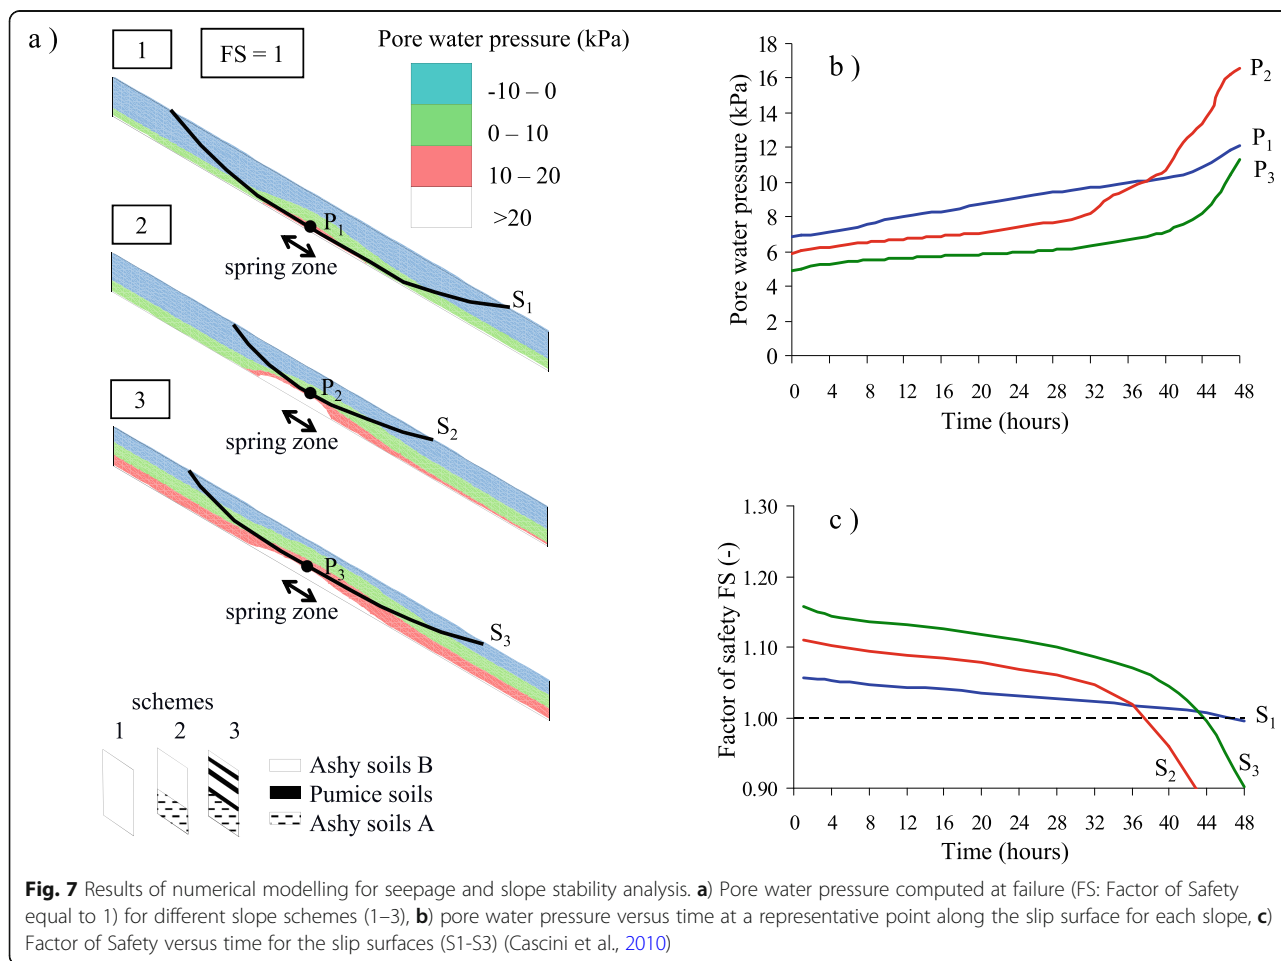 a )
1
FS = 1
Pore water pressure (kPa)
-10 – 0
0 – 10
10 – 20
>20
P1
spring zone
S1
2
P2
spring zone
S2
3
P3
spring zone
S3
schemes
1 2 3
Ashy soils B
Pumice soils
Ashy soils A
b )
Pore water pressure (kPa)
18
16
14
12
10
8
6
4
2
0
0 4 8 12 16 20 24 28 32 36 40 44 48
Time (hours)
P2
P1
P3
c )
Factor of safety FS (-)
1.30
1.20
1.10
1.00
0.90
0 4 8 12 16 20 24 28 32 36 40 44 48
Time (hours)
S1
S2
S3
Fig. 7 Results of numerical modelling for seepage and slope stability analysis. a) Pore water pressure computed at failure (FS: Factor of Safety
equal to 1) for different slope schemes (1–3), b) pore water pressure versus time at a representative point along the slip surface for each slope, c)
Factor of Safety versus time for the slip surfaces (S1-S3) (Cascini et al., 2010)